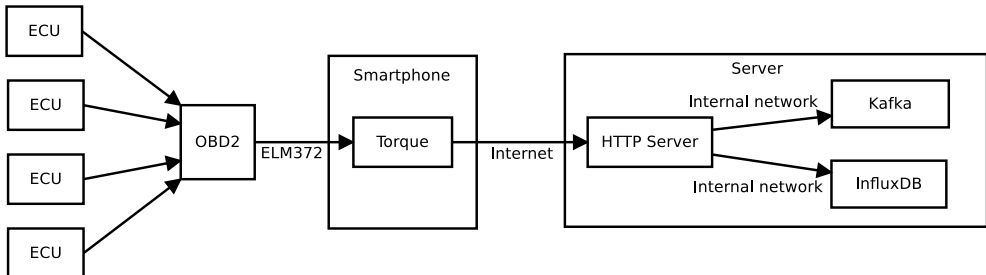 ECU
ECU
ECU
ECU
OBD2
ELM372
Smartphone
Torque
Internet
Server
HTTP Server
Internal network
Kafka
Internal network
InfluxDB